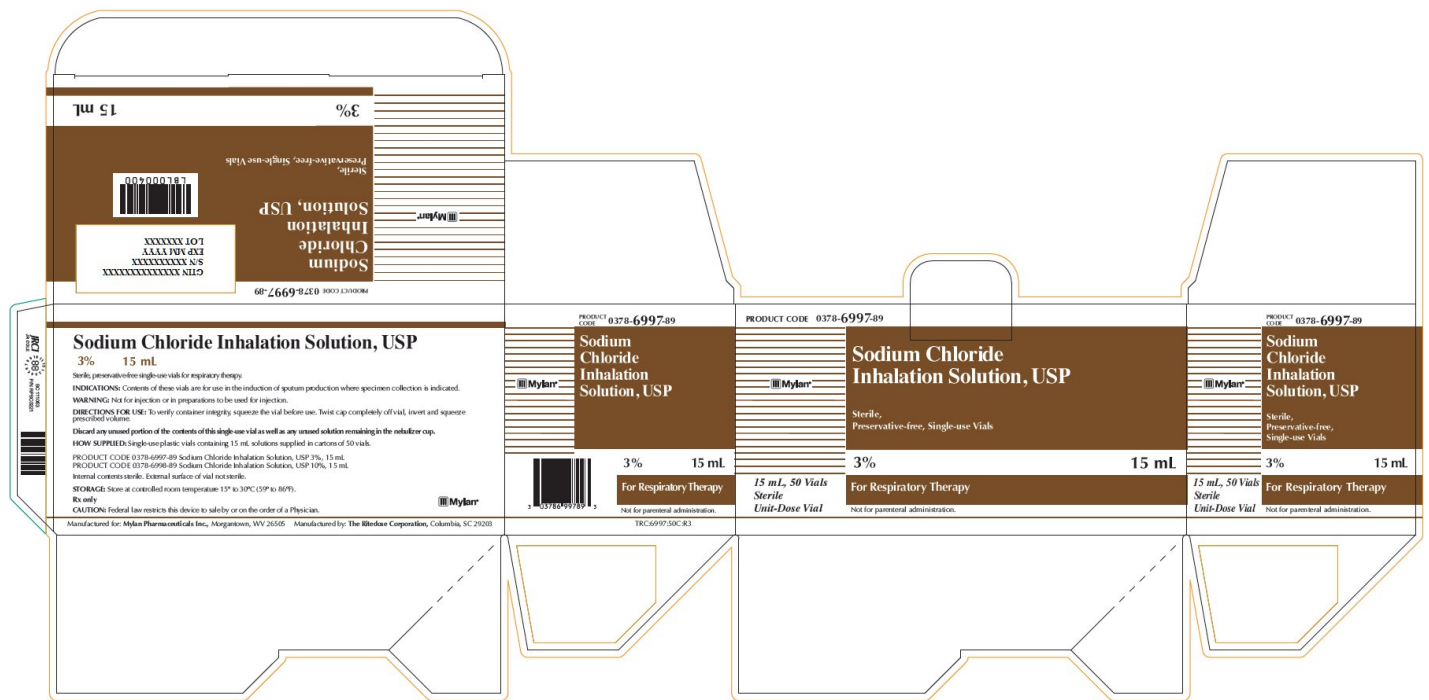 15 mL
3%
Sterile,
Preservative-free, Single-use Vials
LBL000400
Sodium
Chloride
Inhalation
Solution, USP
Mylan®
GTIN XXXXXXXXXXXXXX
S/N XXXXXXXXXX
EXP MM YYYY
LOT XXXXXXX
PRODUCT CODE 0378-6997-89
Sodium Chloride Inhalation Solution, USP
3% 15 mL
Sterile, preservative-free single-use vials for respiratory therapy.
INDICATIONS: Contents of these vials are for use in the induction of sputum production where specimen collection is indicated.
WARNING: Not for injection or in preparations to be used for injection.
DIRECTIONS FOR USE: To verify container integrity, squeeze the vial before use. Twist cap completely off vial, invert and squeeze
prescribed volume.
Discard any unused portion of the contents of this single-use vial as well as any unused solution remaining in the nebulizer cup.
HOW SUPPLIED: Single-use plastic vials containing 15 mL solutions supplied in cartons of 50 vials.
PRODUCT CODE 0378-6997-89 Sodium Chloride Inhalation Solution, USP 3%, 15 mL
PRODUCT CODE 0378-6998-89 Sodium Chloride Inhalation Solution, USP 10%, 15 mL
Internal contents sterile. External surface of vial not sterile.
STORAGE: Store at controlled room temperature 15° to 30°C (59° to 86°F).
Rx only
CAUTION: Federal law restricts this device to sale by or on the order of a Physician.
Mylan®
Manufactured for: Mylan Pharmaceuticals Inc., Morgantown, WV 26505 Manufactured by: The Ritedose Corporation, Columbia, SC 29203
PRODUCT
CODE 0378-6997-89
Sodium
Chloride
Inhalation
Solution, USP
Mylan®
3% 15 mL
For Respiratory Therapy
Not for parenteral administration.
3 03786 99789 3
TRC:6997:50C:R3
PRODUCT CODE 0378-6997-89
Sodium Chloride
Inhalation Solution, USP
Mylan®
Sterile,
Preservative-free, Single-use Vials
3% 15 mL
15 mL, 50 Vials
Sterile
Unit-Dose Vial
For Respiratory Therapy
Not for parenteral administration.
PRODUCT
CODE 0378-6997-89
Sodium
Chloride
Inhalation
Solution, USP
Mylan®
Sterile,
Preservative-free,
Single-use Vials
3% 15 mL
15 mL, 50 Vials
Sterile
Unit-Dose Vial
For Respiratory Therapy
Not for parenteral administration.